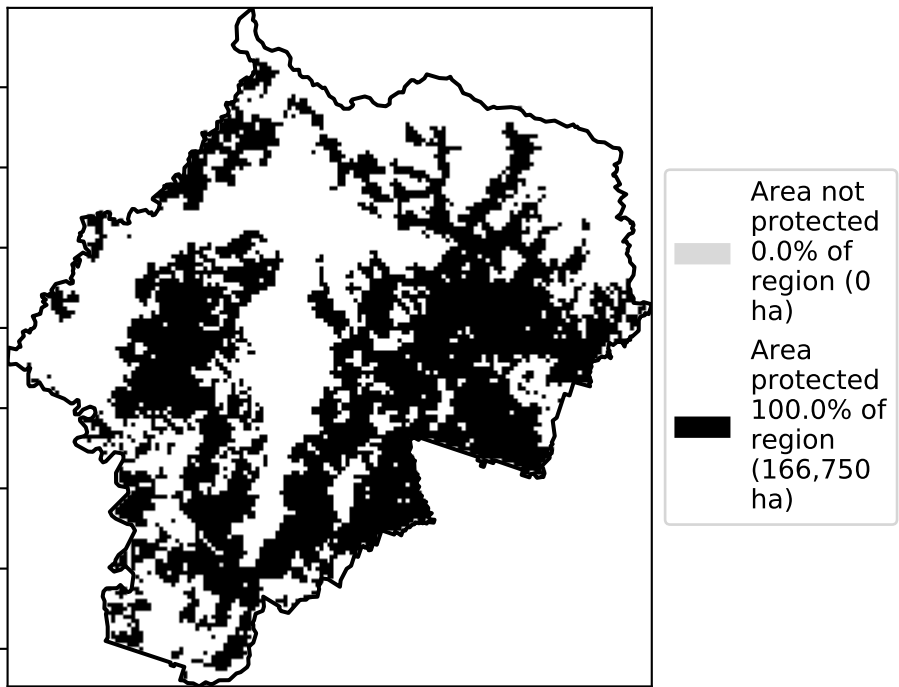 Area not
protected
0.0% of
region (0
ha)
Area
protected
100.0% of
region
(166,750
ha)